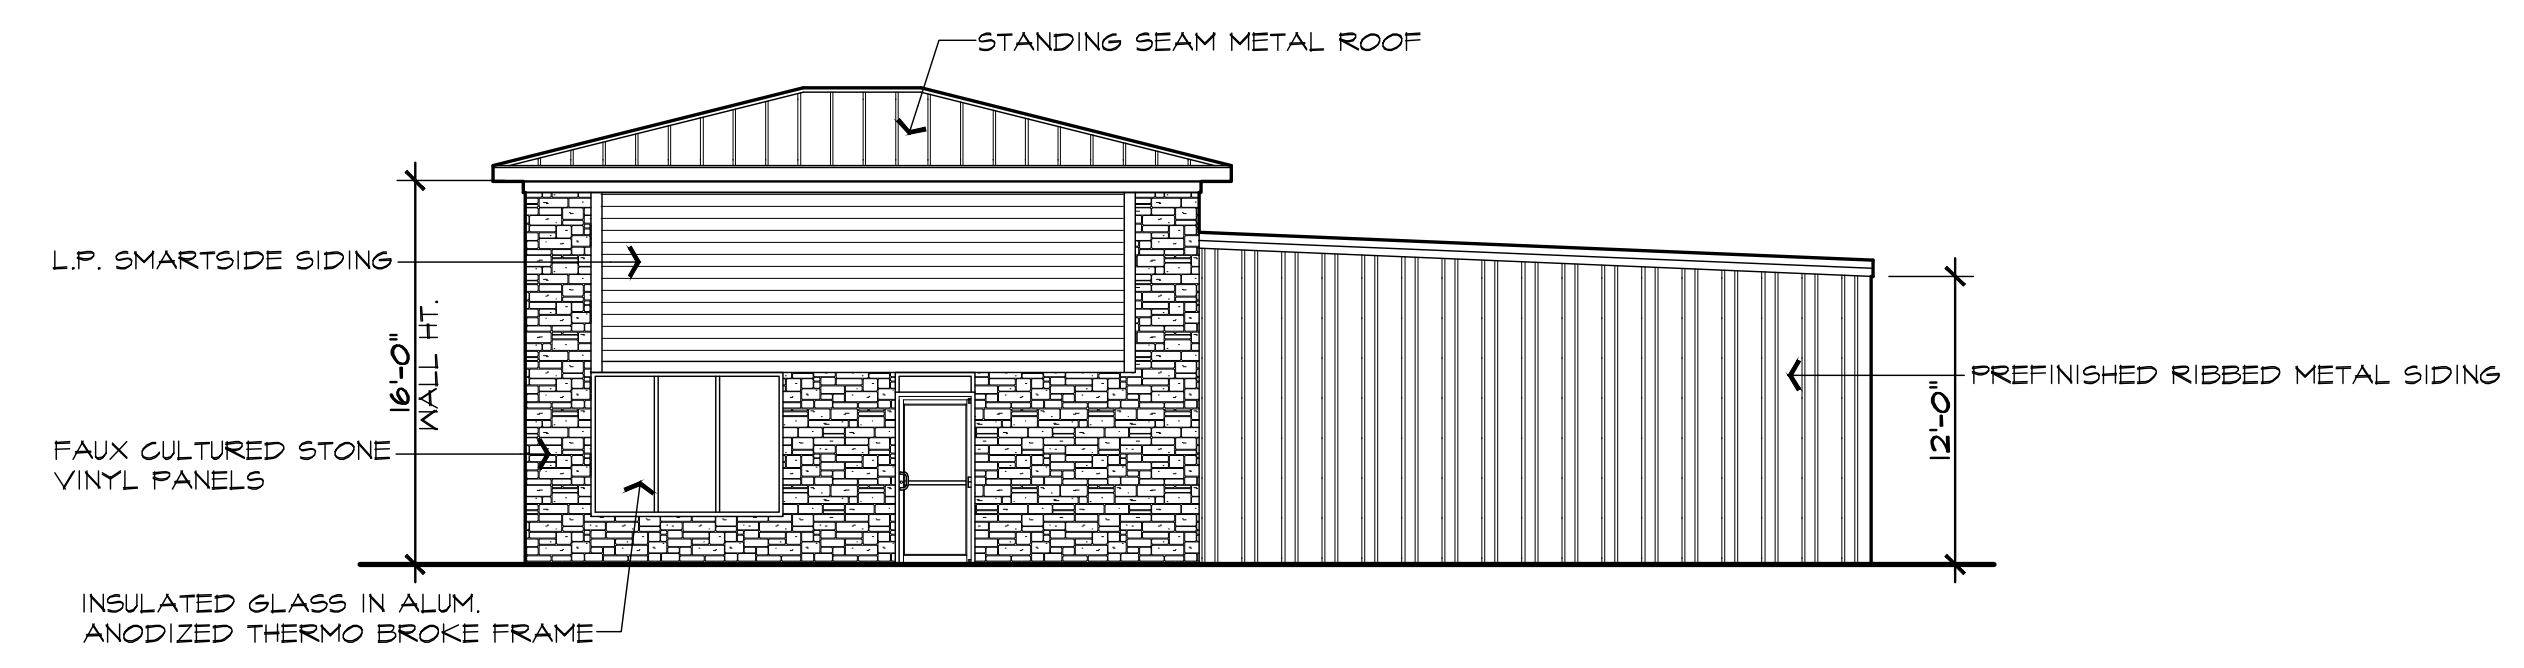 STANDING SEAM METAL ROOF
L.P. SMARTSIDE SIDING
16'-0"
WALL HT.
PREFINISHED RIBBED METAL SIDING
12'-0"
FAUX CULTURED STONE
VINYL PANELS
INSULATED GLASS IN ALUM.
ANODIZED THERMO BROKE FRAME